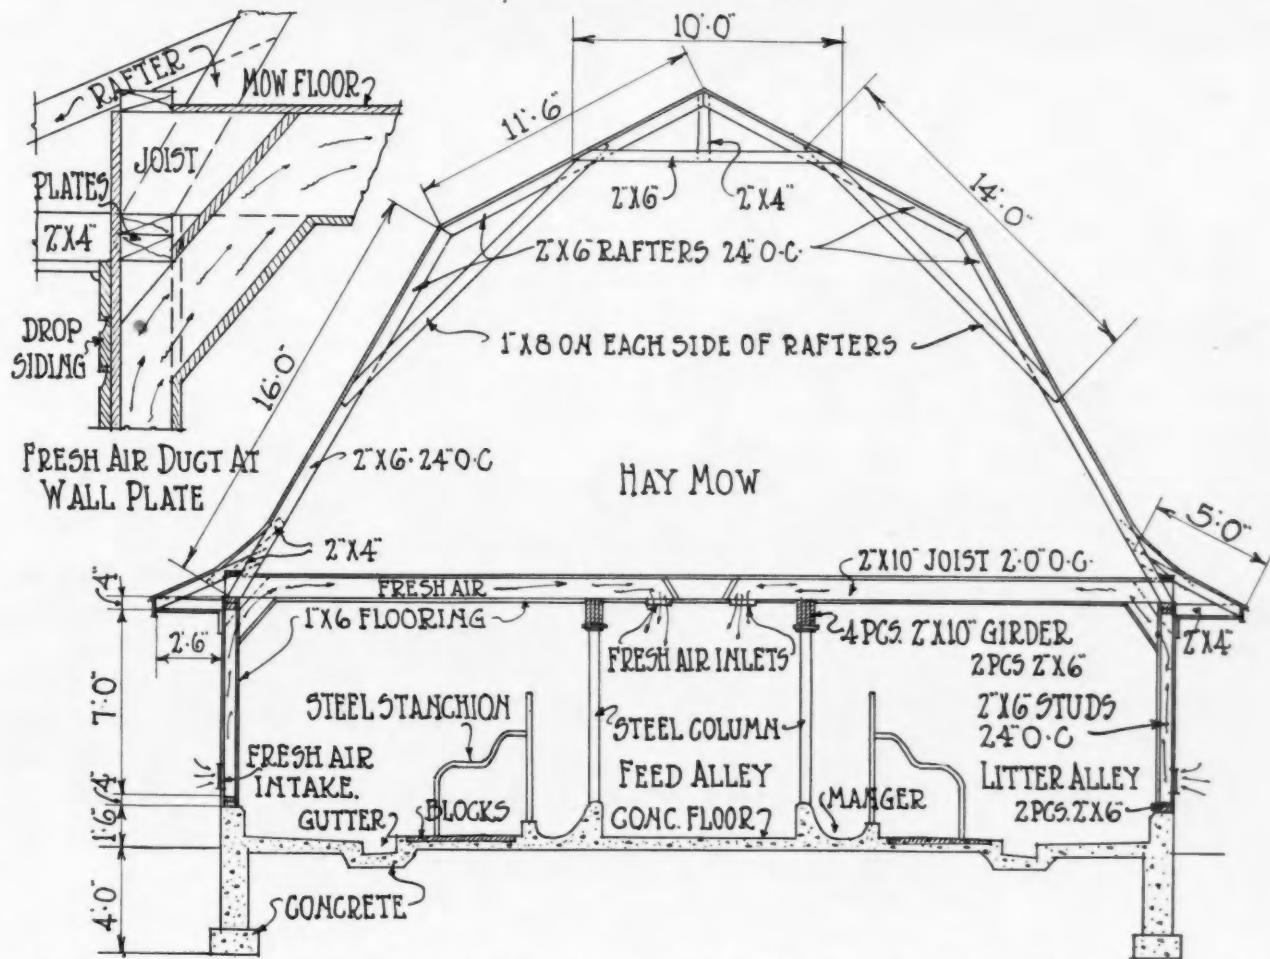 10'-0"
RAFTER
MOW FLOOR
11'-6"
JOIST
14'-0"
PLATES
2"X6"
2"X4"
2"X4"
2"X6" RAFTERS 24" O.C.
DROP
SIDING
1"X8 ON EACH SIDE OF RAFTERS
16'-0"
FRESH AIR DUCT AT
WALL PLATE
2"X6"-24" O.C
HAY MOW
5'-0"
2"X4"
2"X10" JOIST 2'-0" O.C.
4"
FRESH AIR
1"X6 FLOORING
4 PCS. 2"X10" GIRDER
2'-6"
FRESH AIR INLETS
2 PCS 2"X6"
2"X4"
7'-0"
STEEL STANCHION
STEEL COLUMN
2"X6" STUDS
24" O.C
FRESH AIR
INTAKE.
FEED ALLEY
LITTER ALLEY
4"
BLOCKS
MANGER
1'-6"
GUTTER
CONC. FLOOR
2 PCS. 2"X6"
4'-0"
CONCRETE